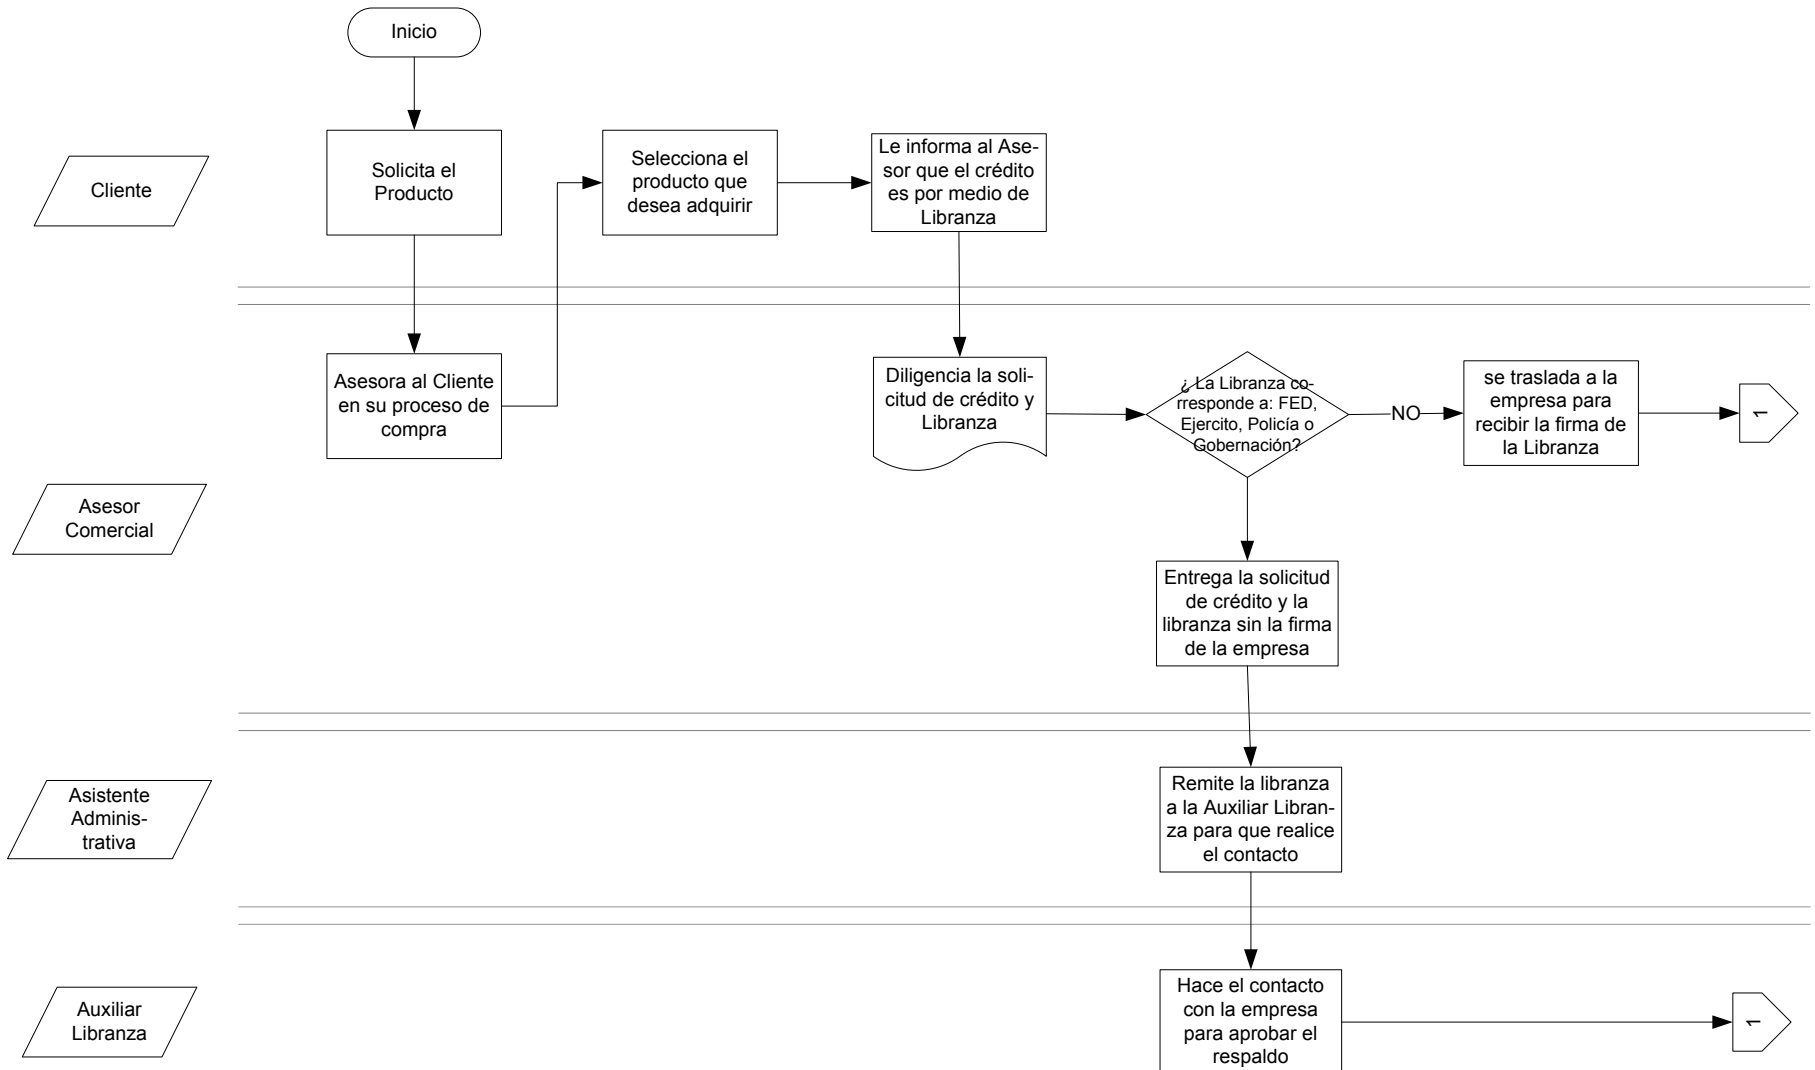 Inicio
Cliente
Solicita el
Producto
Selecciona el
producto que
desea adquirir
Le informa al Ase-
sor que el crédito
es por medio de
Libranza
Asesor
Comercial
Asesora al Cliente
en su proceso de
compra
Diligencia la soli-
citud de crédito y
Libranza
¿ La Libranza co-
rresponde a: FED,
Ejercito, Policía o
Gobernación?
NO
se traslada a la
empresa para
recibir la firma de
la Libranza
1
Entrega la solicitud
de crédito y la
libranza sin la firma
de la empresa
Asistente
Adminis-
trativa
Remite la libranza
a la Auxiliar Libran-
za para que realice
el contacto
Auxiliar
Libranza
Hace el contacto
con la empresa
para aprobar el
respaldo
1